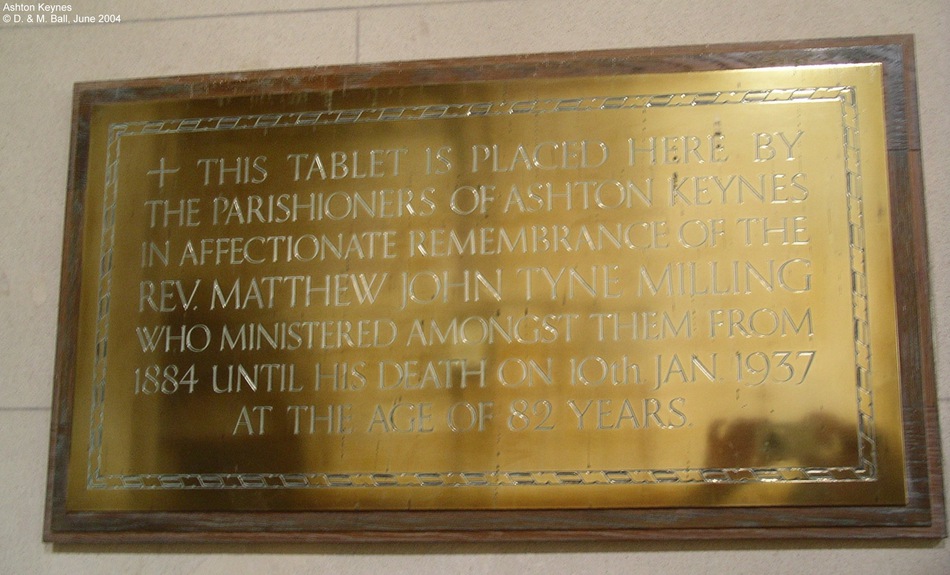 Ashton Keynes
© D. & M. Ball, June 2004
+ THIS TABLET IS PLACED HERE BY
THE PARISHIONERS OF ASHTON KEYNES
IN AFFECTIONATE REMEMBRANCE OF THE
REV. MATTHEW JOHN TYNE MILLING
WHO MINISTERED AMONGST THEM FROM
1884 UNTIL HIS DEATH ON 10th. JAN. 1937
AT THE AGE OF 82 YEARS.